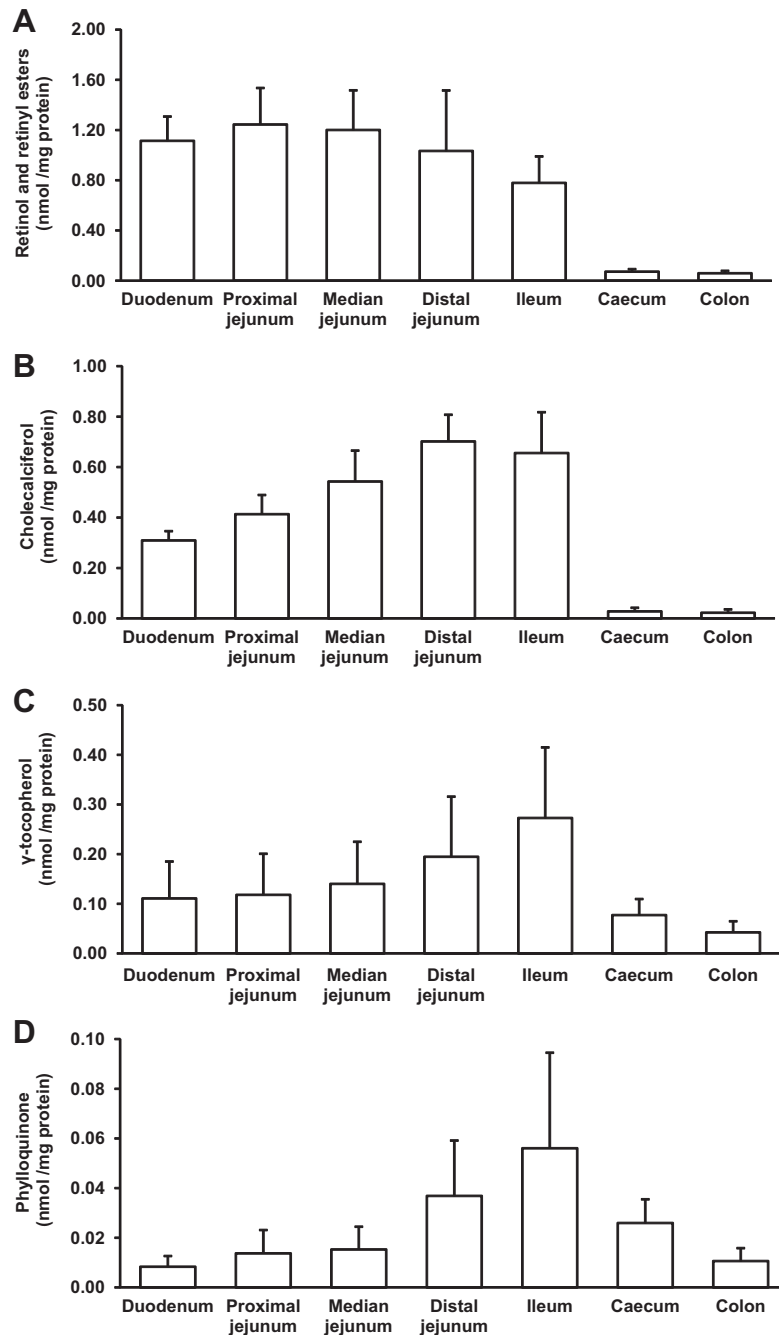 A
Retinol and retinyl esters
(nmol /mg protein)
2.00
1.60
1.20
0.80
0.40
0.00
Duodenum Proximal Median Distal Ileum Caecum Colon
jejunum jejunum jejunum
B
Cholecalciferol
(nmol /mg protein)
1.00
0.80
0.60
0.40
0.20
0.00
Duodenum Proximal Median Distal Ileum Caecum Colon
jejunum jejunum jejunum
C
γ-tocopherol
(nmol /mg protein)
0.50
0.40
0.30
0.20
0.10
0.00
Duodenum Proximal Median Distal Ileum Caecum Colon
jejunum jejunum jejunum
D
Phylloquinone
(nmol /mg protein)
0.10
0.08
0.06
0.04
0.02
0.00
Duodenum Proximal Median Distal Ileum Caecum Colon
jejunum jejunum jejunum